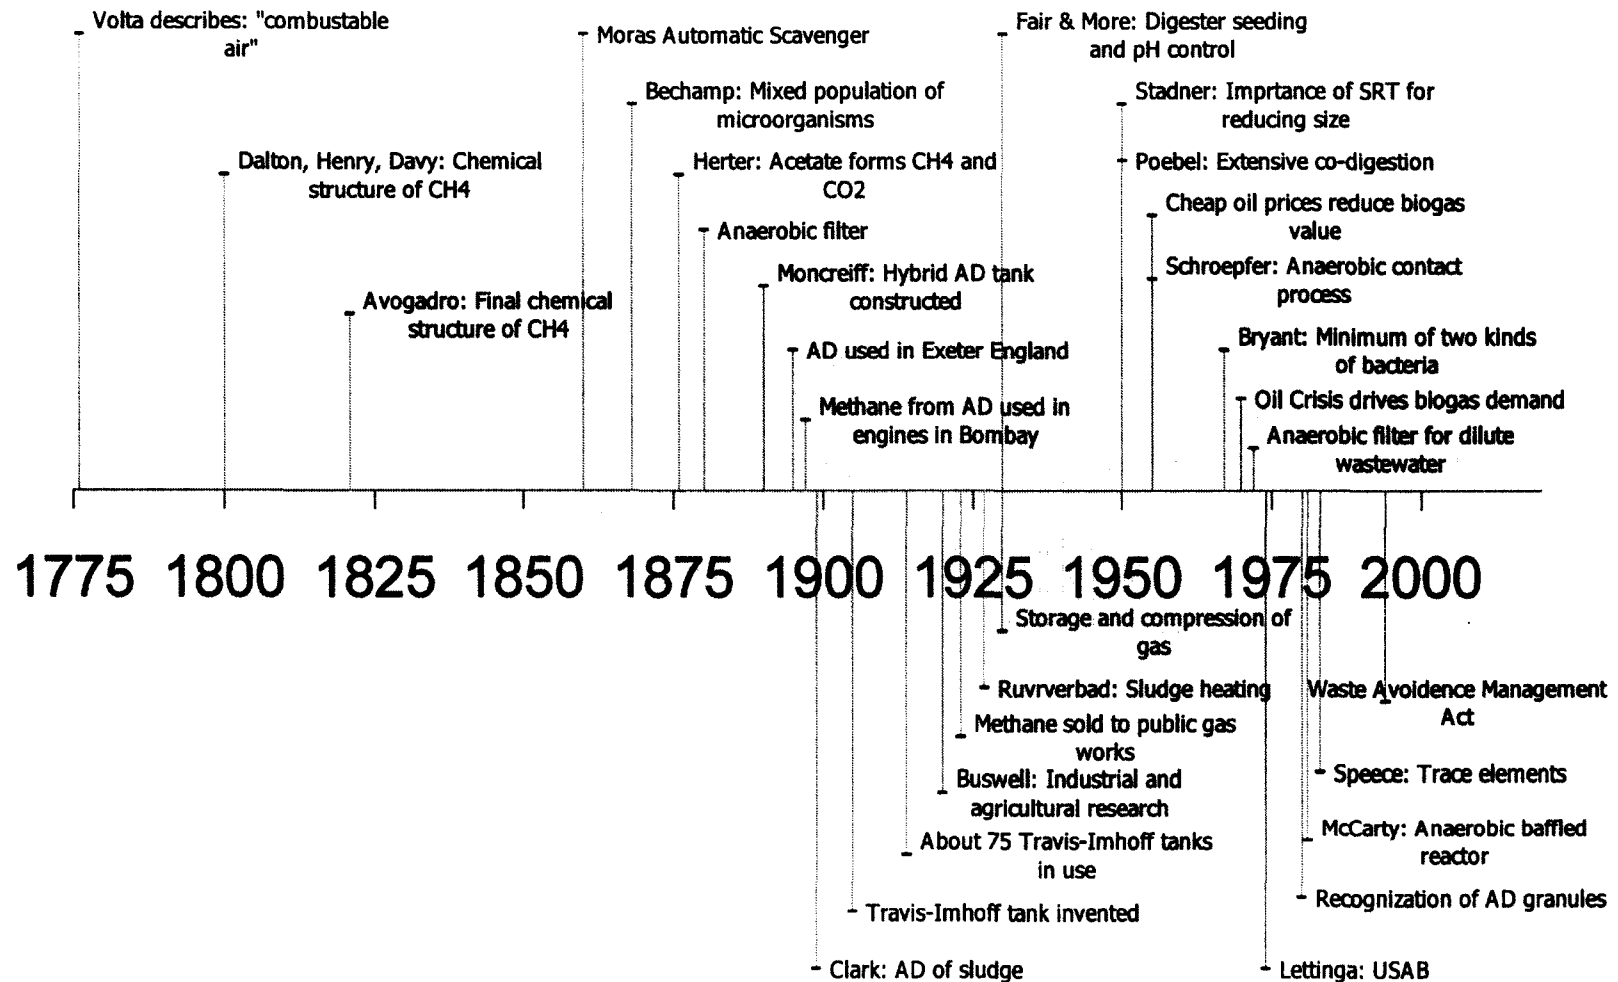 Volta describes: "combustable
air"
Moras Automatic Scavenger
Fair & More: Digester seeding
and pH control
Bechamp: Mixed population of
microorganisms
Stadner: Imprtance of SRT for
reducing size
Dalton, Henry, Davy: Chemical
structure of CH4
Herter: Acetate forms CH4 and
CO2
Poebel: Extensive co-digestion
Cheap oil prices reduce biogas
value
Anaerobic filter
Moncreiff: Hybrid AD tank
constructed
Schroepfer: Anaerobic contact
process
Avogadro: Final chemical
structure of CH4
AD used in Exeter England
Bryant: Minimum of two kinds
of bacteria
Methane from AD used in
engines in Bombay
Oil Crisis drives biogas demand
Anaerobic filter for dilute
wastewater
1775 1800 1825 1850 1875 1900 1925 1950 1975 2000
Storage and compression of
gas
Ruvrverbad: Sludge heating
Waste Avoidence Management
Act
Methane sold to public gas
works
Buswell: Industrial and
agricultural research
Speece: Trace elements
About 75 Travis-Imhoff tanks
in use
McCarty: Anaerobic baffled
reactor
Travis-Imhoff tank invented
Recognization of AD granules
Clark: AD of sludge
Lettinga: USAB